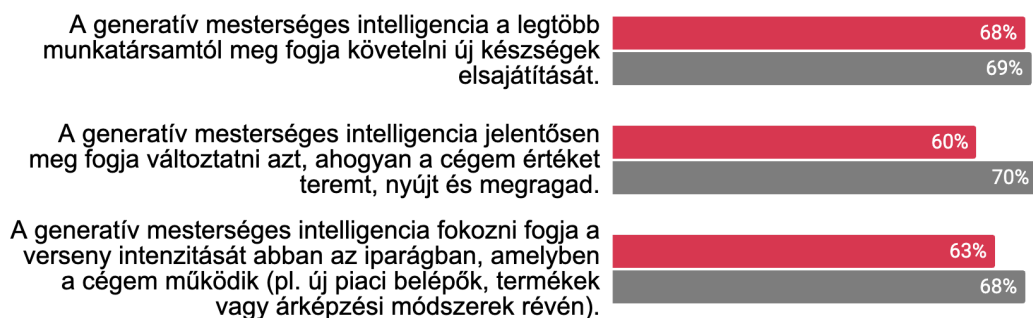 A generatív mesterséges intelligencia a legtöbb
munkatársamtól meg fogja követelni új készségek
elsajátítását.
68%
69%
A generatív mesterséges intelligencia jelentősen
meg fogja változtatni azt, ahogyan a cégem értéket
teremt, nyújt és megragad.
60%
70%
A generatív mesterséges intelligencia fokozni fogja a
verseny intenzitását abban az iparágban, amelyben
a cégem működik (pl. új piaci belépők, termékek
vagy árképzési módszerek révén).
63%
68%